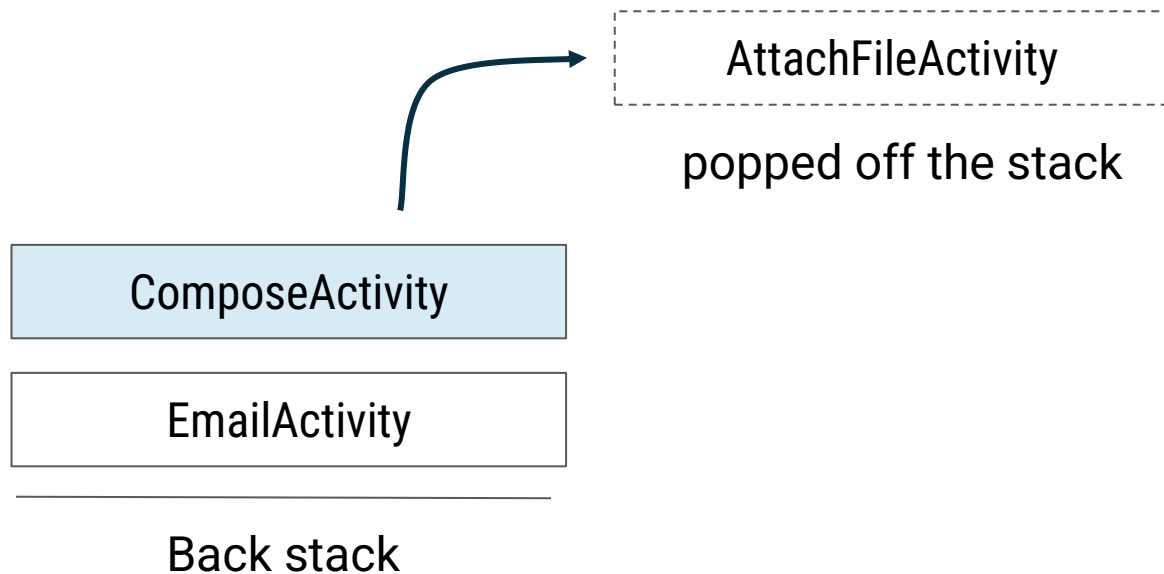 AttachFileActivity
popped off the stack
ComposeActivity
EmailActivity
Back stack